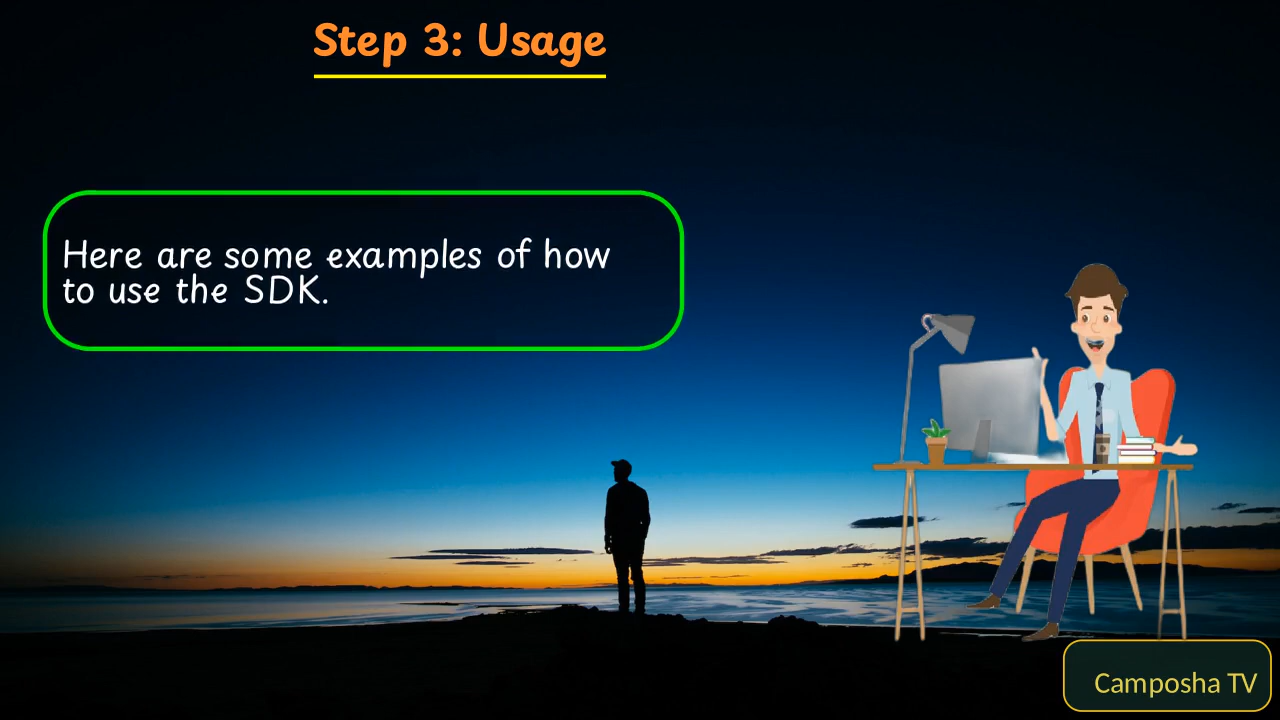 Step 3: Usage
Here are some examples of how
to use the SDK.
Camposha TV